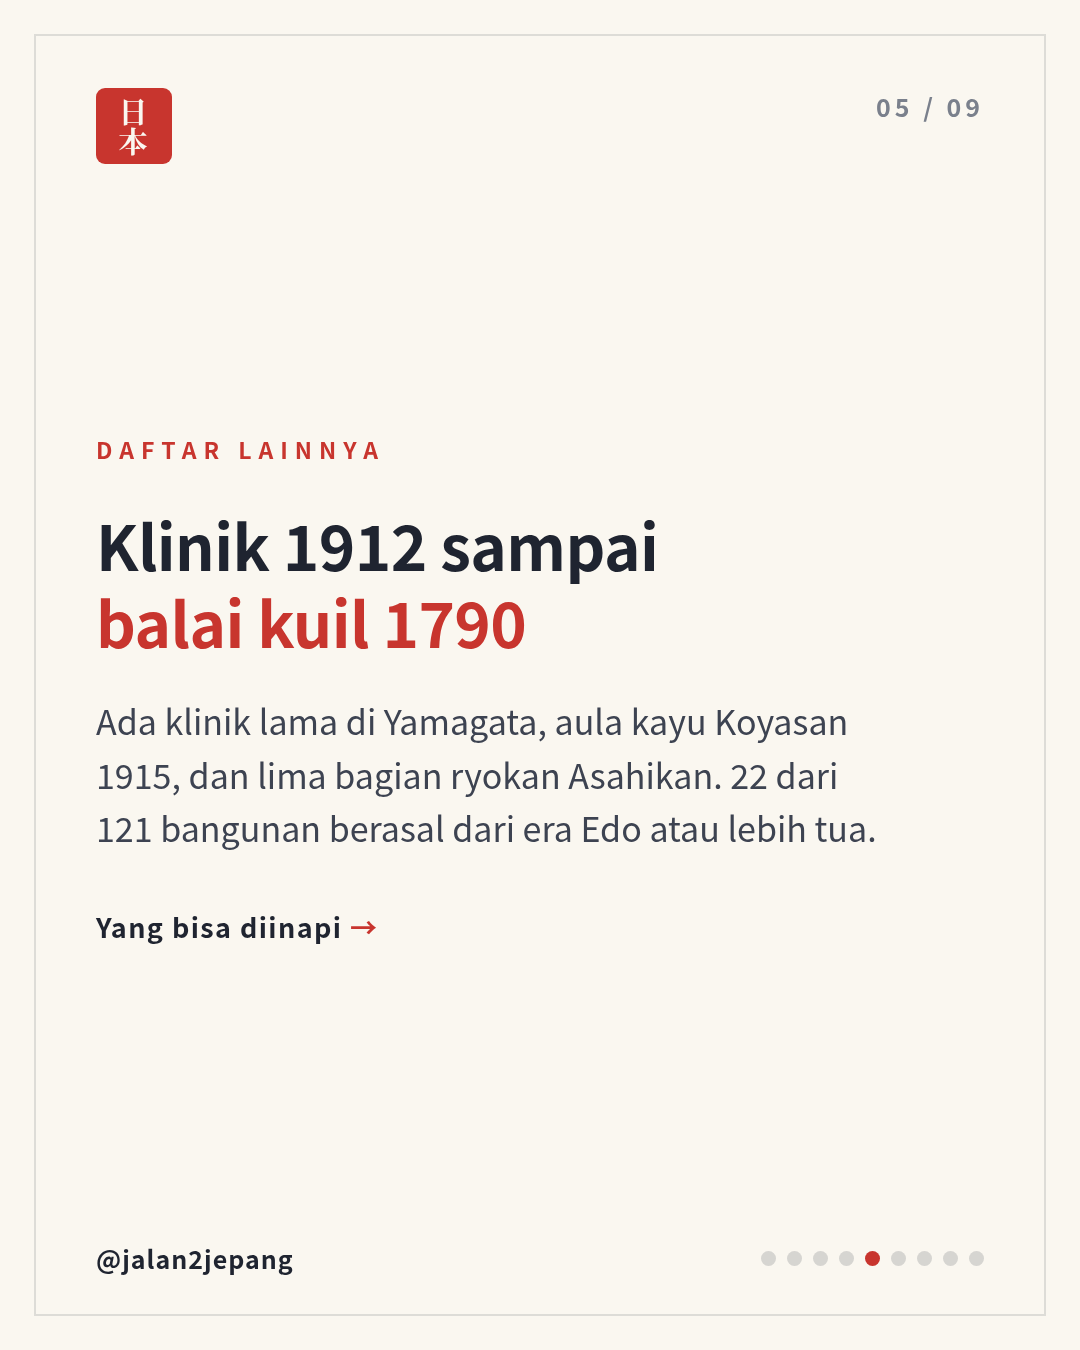 日
本
05 / 09
DAFTAR LAINNYA
Klinik 1912 sampai
balai kuil 1790
Ada klinik lama di Yamagata, aula kayu Koyasan
1915, dan lima bagian ryokan Asahikan. 22 dari
121 bangunan berasal dari era Edo atau lebih tua.
Yang bisa diinapi →
@jalan2jepang